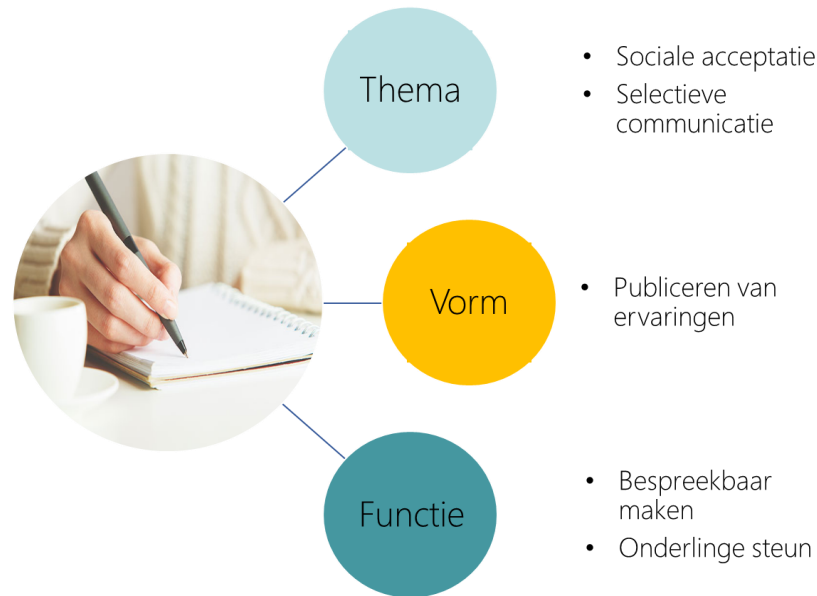 Thema
• Sociale acceptatie
• Selectieve
communicatie
Vorm
• Publiceren van
ervaringen
Functie
• Bespreekbaar
maken
• Onderlinge steun